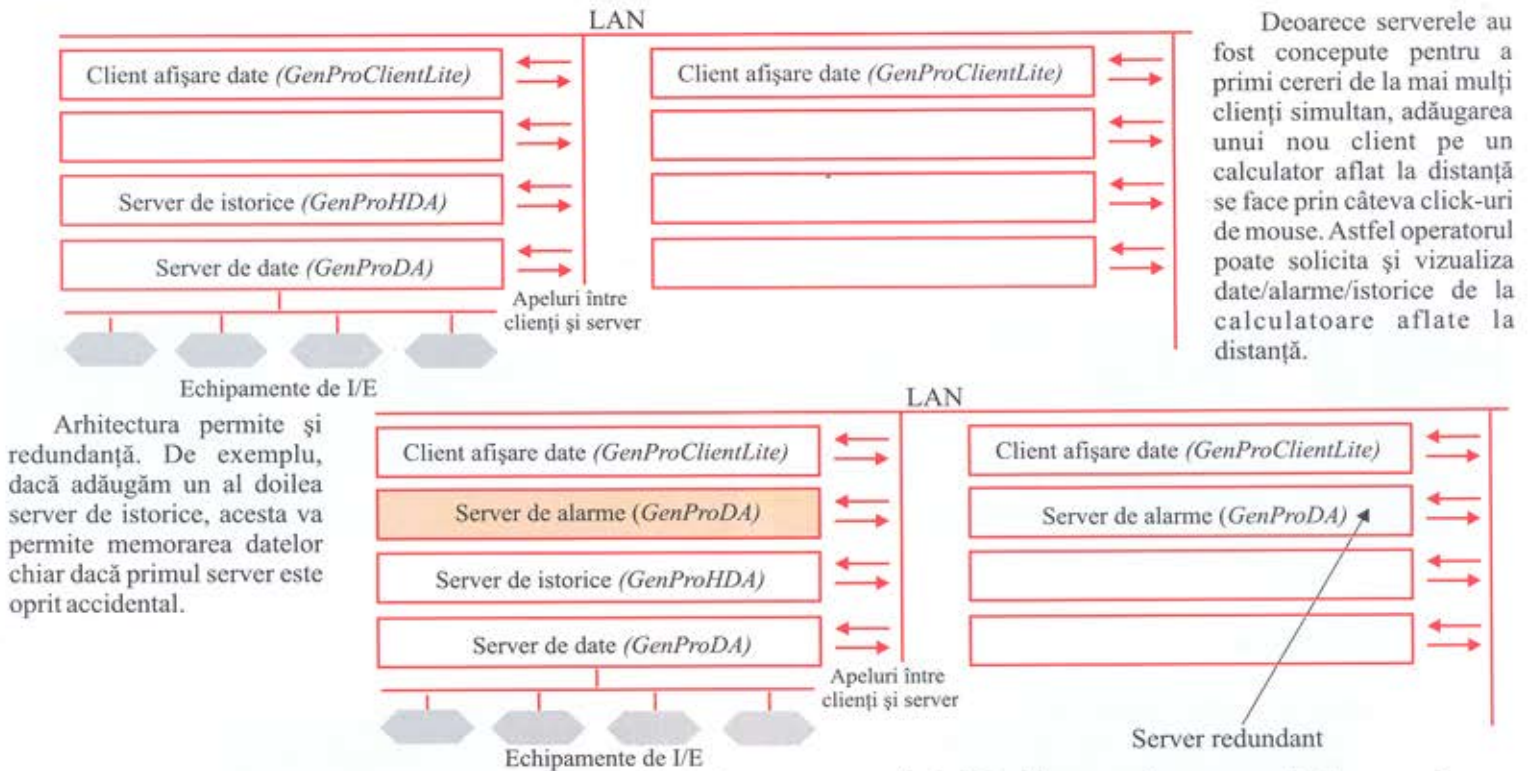 LAN
Client afişare date (GenProClientLite)
Server de istorice (GenProHDA)
Server de date (GenProDA)
Apeluri între
clienţi şi server
Echipamente de I/E
Client afişare date (GenProClientLite)
Deoarece serverele au
fost concepute pentru a
primi cereri de la mai mulţi
clienţi simultan, adăugarea
unui nou client pe un
calculator aflat la distanţă
se face prin câteva click-uri
de mouse. Astfel operatorul
poate solicita şi vizualiza
date/alarme/istorice de la
calculatoare aflate la
distanţă.
Arhitectura permite şi
redundanţă. De exemplu,
dacă adăugăm un al doilea
server de istorice, acesta va
permite memorarea datelor
chiar dacă primul server este
oprit accidental.
LAN
Client afişare date (GenProClientLite)
Server de alarme (GenProDA)
Server de istorice (GenProHDA)
Server de date (GenProDA)
Apeluri între
clienţi şi server
Echipamente de I/E
Client afişare date (GenProClientLite)
Server de alarme (GenProDA)
Server redundant